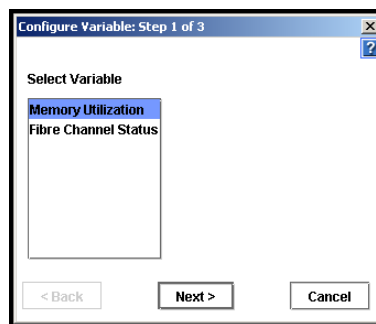 Configure Variable: Step 1 of 3
?
Select Variable
Memory Utilization
Fibre Channel Status
< Back
Next >
Cancel